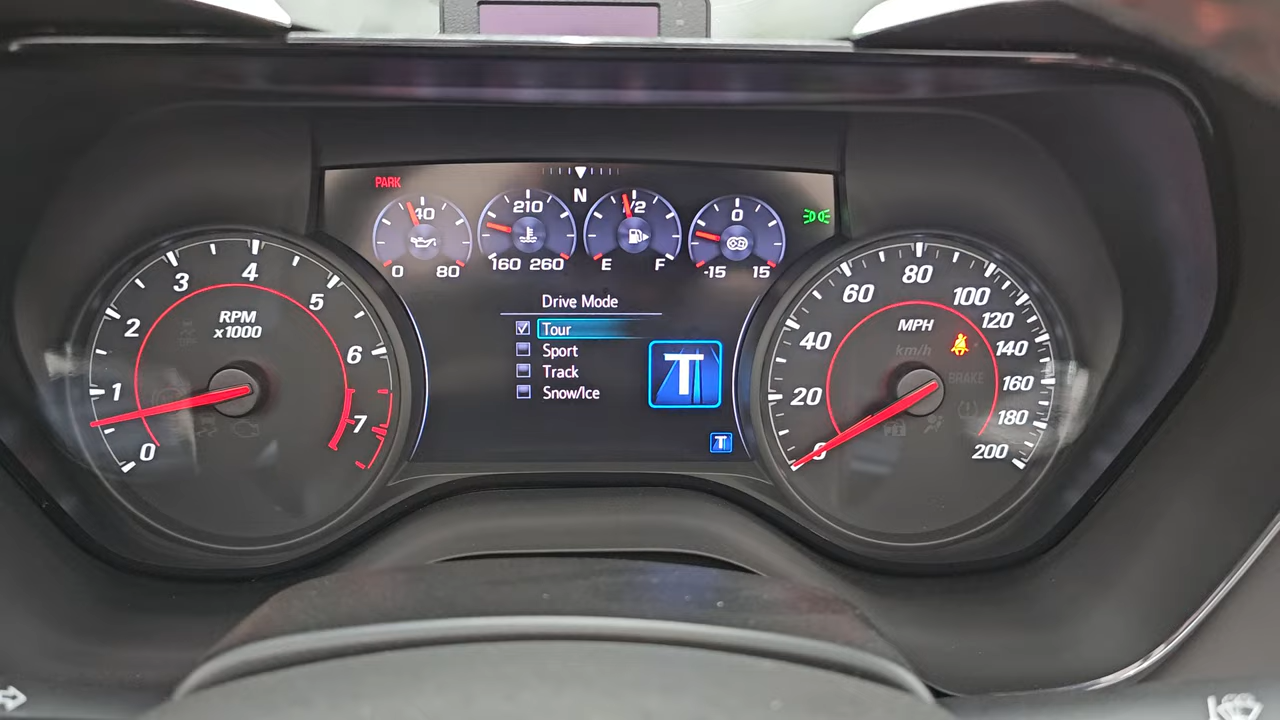 PARK
N
40
0 80
210
160 260
1/2
E F
0
-15 15
0
1
2
3
4
5
6
7
RPM
x1000
Drive Mode
Tour
Sport
Track
Snow/Ice
T
T
0
20
40
60
80
100
120
140
160
180
200
MPH
km/h
BRAKE